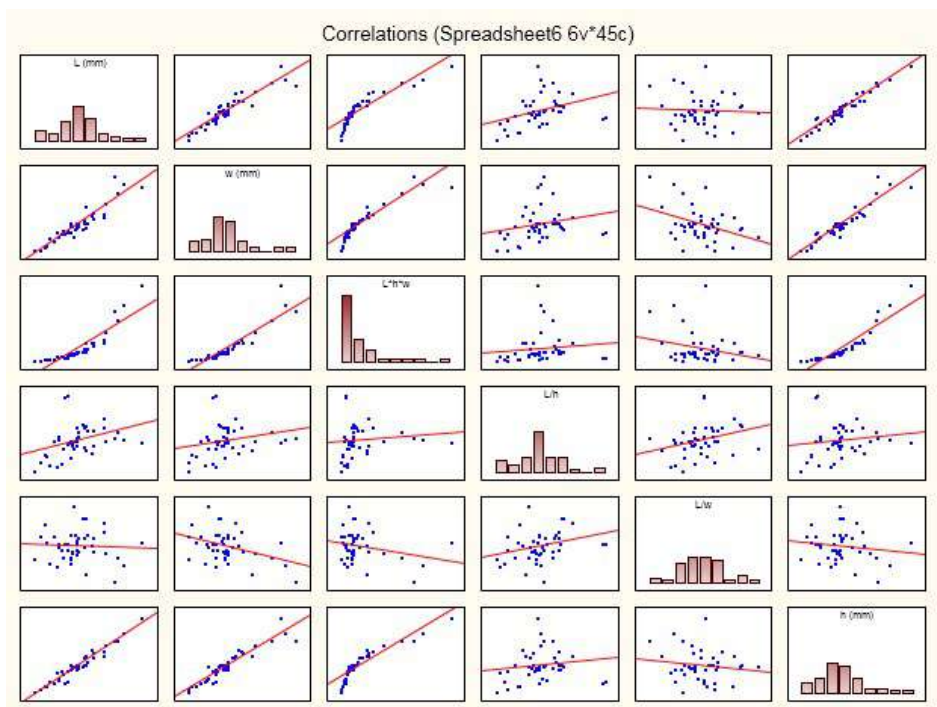 Correlations (Spreadsheet6 6v*45c)
L (mm)
w (mm)
L*h*w
L/h
L/w
h (mm)